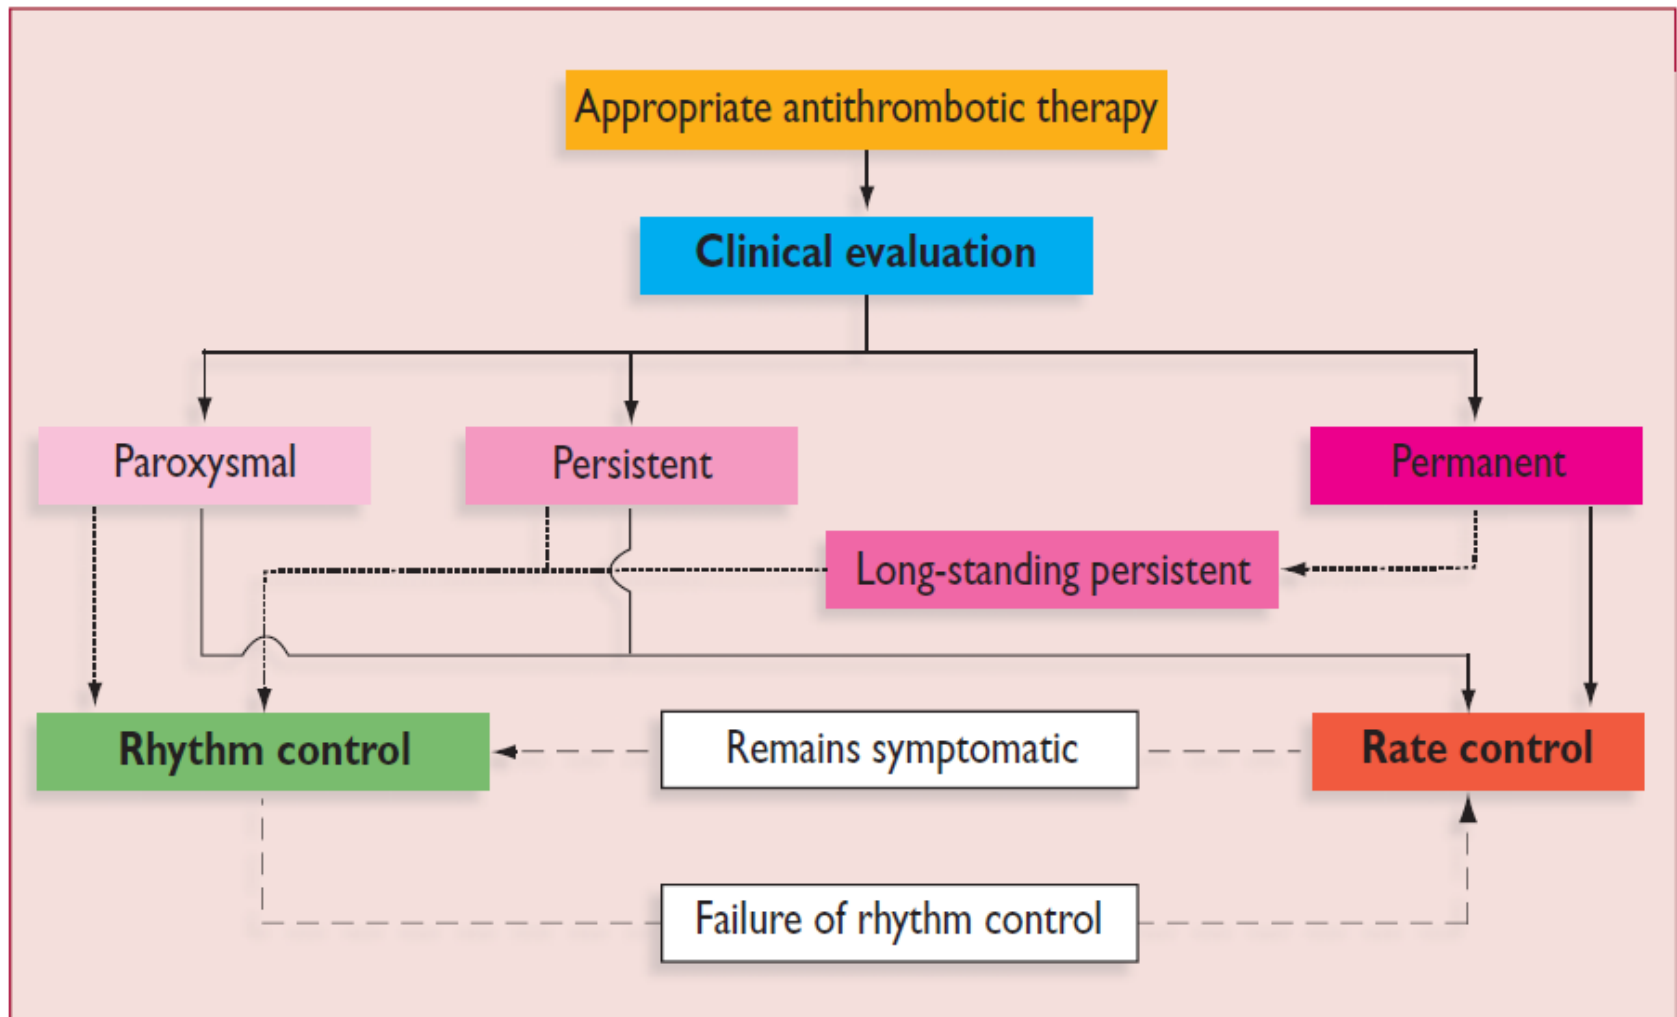 Appropriate antithrombotic therapy
Clinical evaluation
Paroxysmal
Persistent
Permanent
Long-standing persistent
Rhythm control
Remains symptomatic
Rate control
Failure of rhythm control